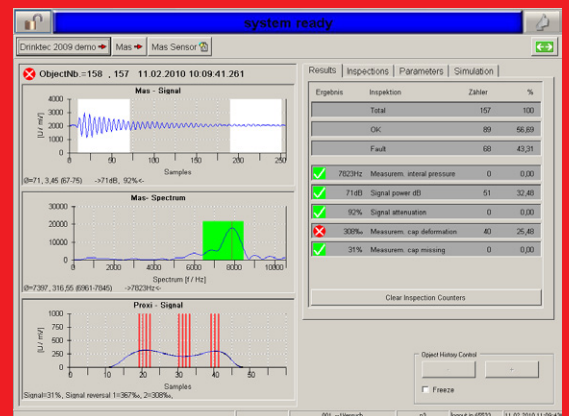 system ready
Drinktec 2009 demo
Mas
Mas Sensor
ObjectNb.=158 , 157 11.02.2010 10:09:41.261
Mas - Signal
4000
3000
2000
1000
0
[U / mV]
0 50 100 150 200 250
Samples
Ø=71, 3,45 (67-75) ->71dB, 92%<-
Mas- Spectrum
30000
20000
10000
0
0 2000 4000 6000 8000 10000
Spectrum [f / Hz]
Ø=7397, 316,55 (6961-7845) ->7823Hz<-
Proxi - Signal
1000
750
500
250
0
[U / mV]
0 10 20 30 40 50
Samples
Signal=31%, Signal reversal 1=367‰, 2=308‰,
Results Inspections Parameters Simulation
Ergebnis Inspektion Zähler %
Total 157 100
OK 89 56,69
Fault 68 43,31
7823Hz Measurem. interal pressure 0 0,00
71dB Signal power dB 51 32,48
92% Signal attenuation 0 0,00
308‰ Measurem. cap deformation 40 25,48
31% Measurem. cap missing 0 0,00
Clear Inspection Counters
Object History Control
- +
Freeze